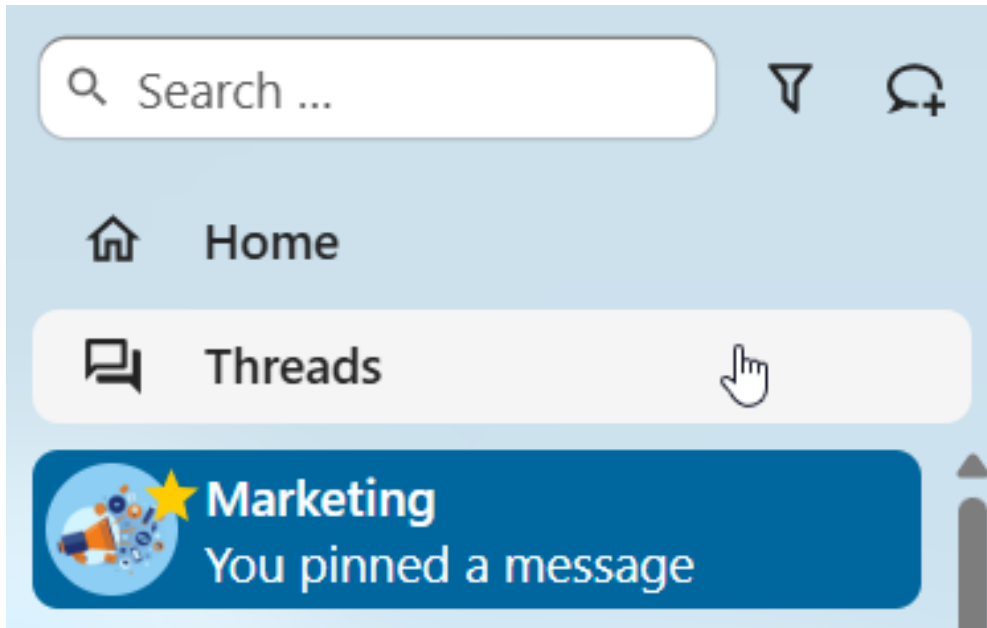 Search ...
Home
Threads
Marketing
You pinned a message